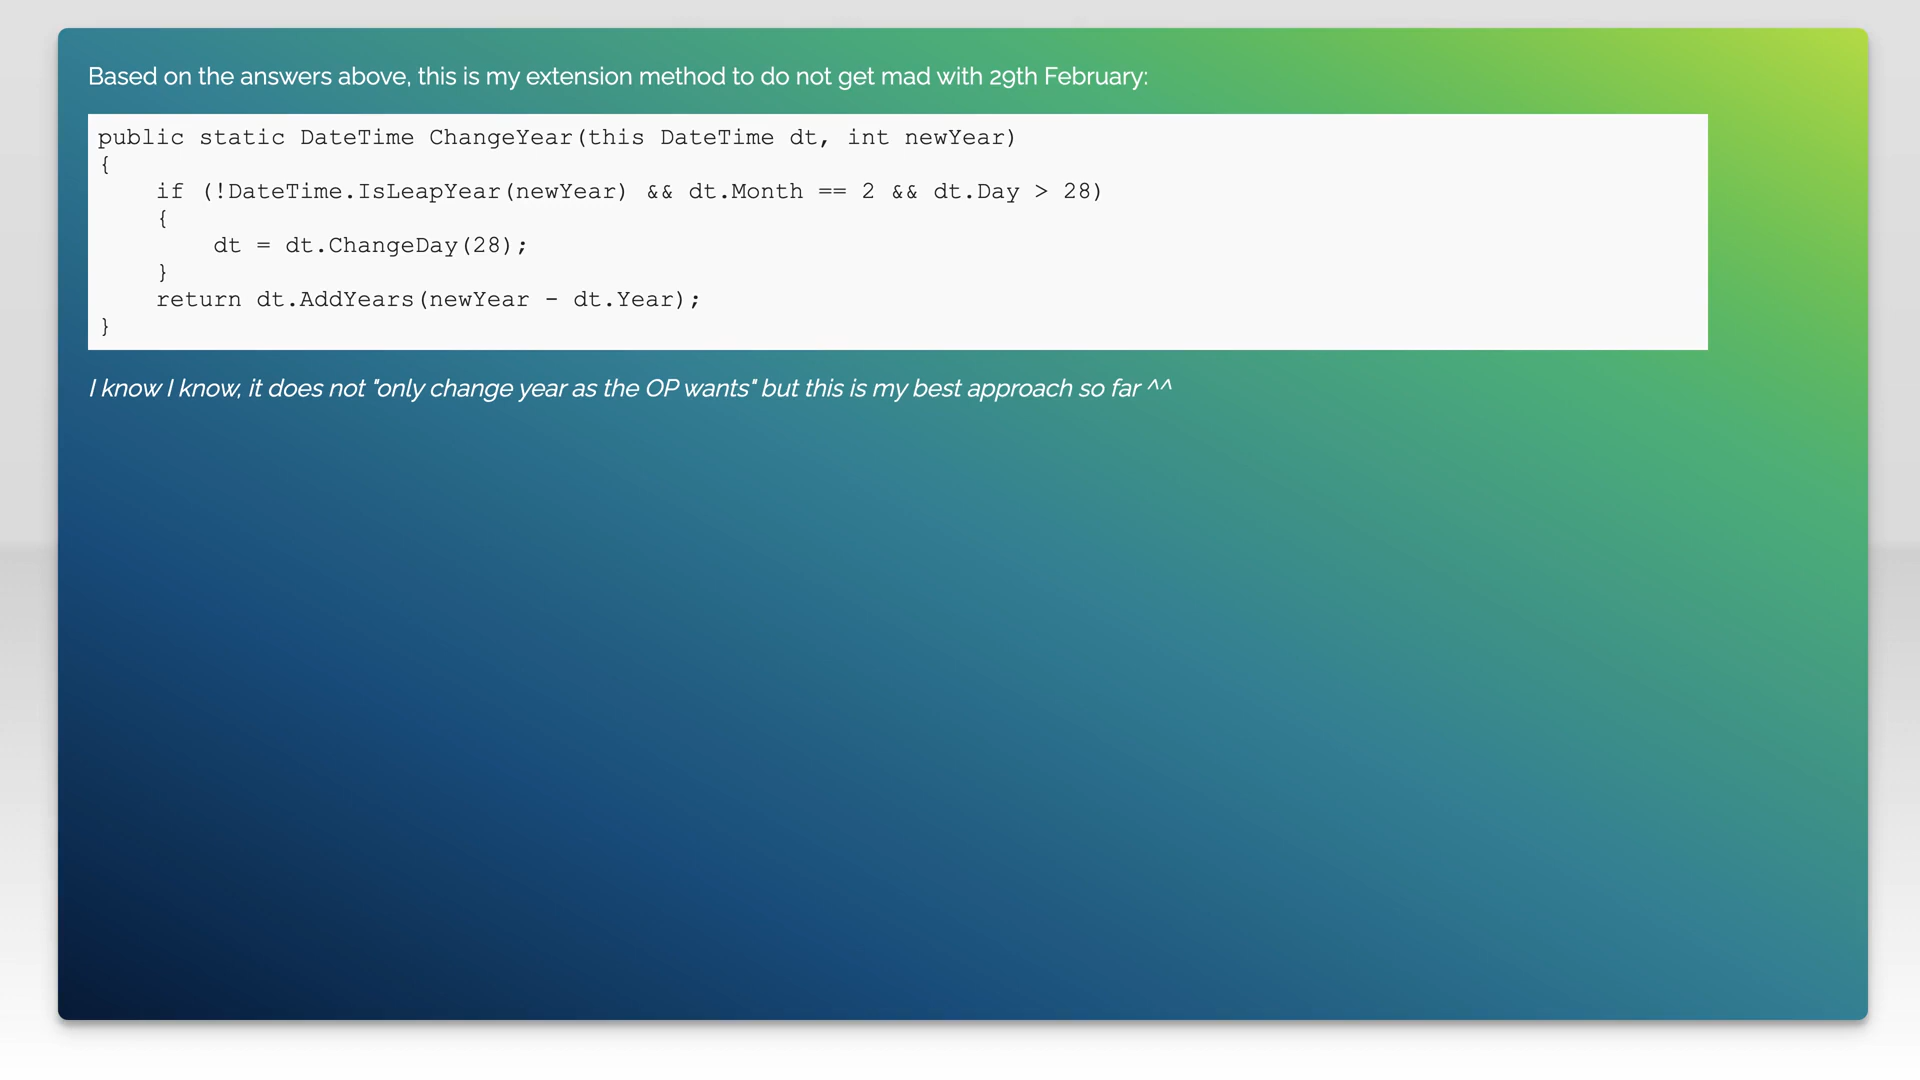 Based on the answers above, this is my extension method to do not get mad with 29th February:
public static DateTime ChangeYear(this DateTime dt, int newYear)
{
    if (!DateTime.IsLeapYear(newYear) && dt.Month == 2 && dt.Day > 28)
    {
        dt = dt.ChangeDay(28);
    }
    return dt.AddYears(newYear - dt.Year);
}
I know I know, it does not "only change year as the OP wants" but this is my best approach so far ^^